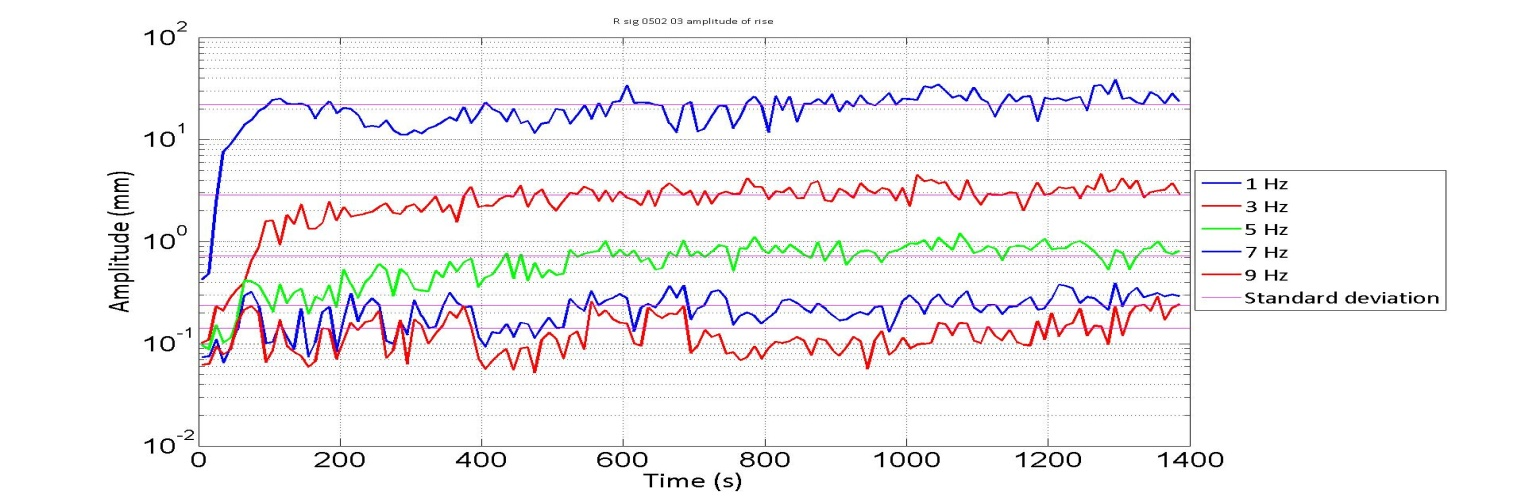 R sig 0502 03 amplitude of rise
10^2
10^1
10^0
10^-1
10^-2
Amplitude (mm)
0 200 400 600 800 1000 1200 1400
Time (s)
1 Hz
3 Hz
5 Hz
7 Hz
9 Hz
Standard deviation